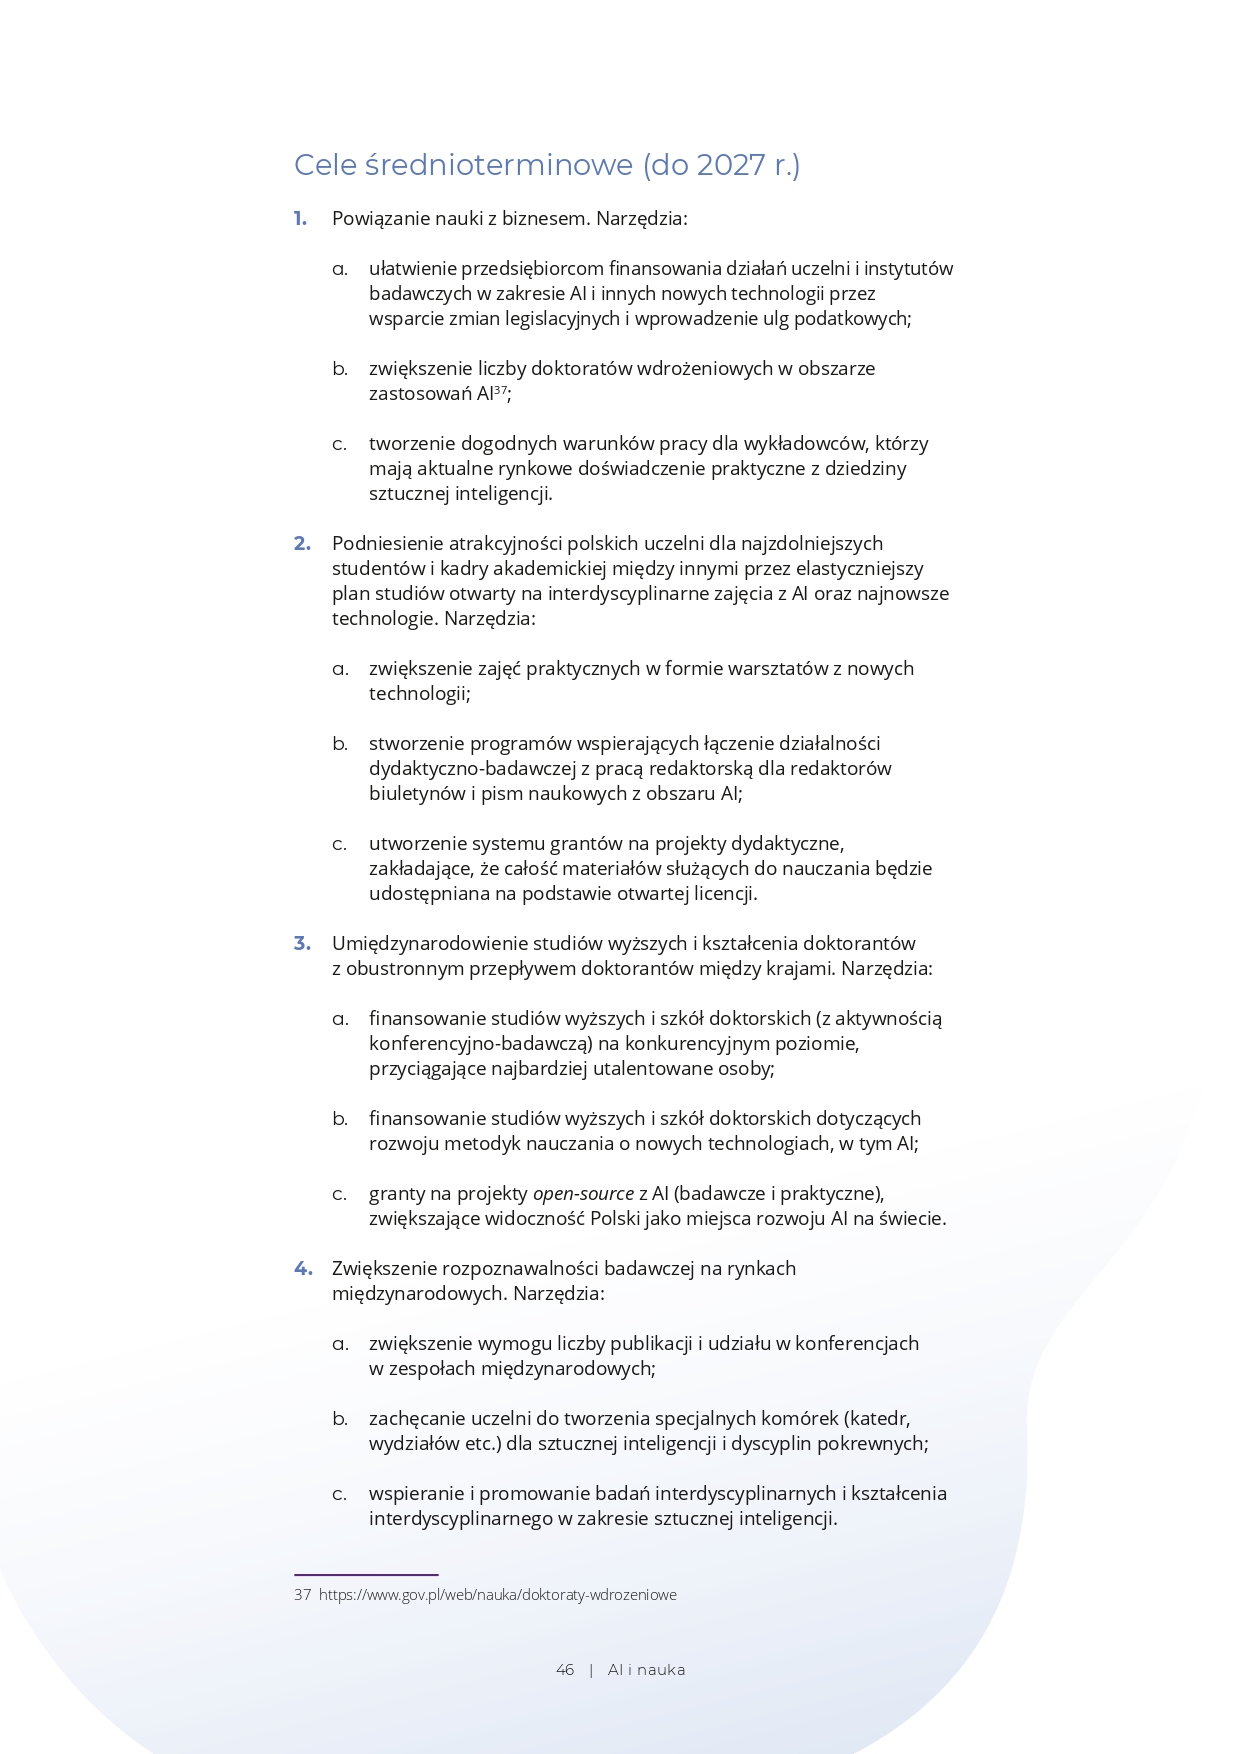 Cele średnioterminowe (do 2027 r.)
1. Powiązanie nauki z biznesem. Narzędzia:
a. ułatwienie przedsiębiorcom finansowania działań uczelni i instytutów
badawczych w zakresie AI i innych nowych technologii przez
wsparcie zmian legislacyjnych i wprowadzenie ulg podatkowych;
b. zwiększenie liczby doktoratów wdrożeniowych w obszarze
zastosowań AI37;
c. tworzenie dogodnych warunków pracy dla wykładowców, którzy
mają aktualne rynkowe doświadczenie praktyczne z dziedziny
sztucznej inteligencji.
2. Podniesienie atrakcyjności polskich uczelni dla najzdolniejszych
studentów i kadry akademickiej między innymi przez elastyczniejszy
plan studiów otwarty na interdyscyplinarne zajęcia z AI oraz najnowsze
technologie. Narzędzia:
a. zwiększenie zajęć praktycznych w formie warsztatów z nowych
technologii;
b. stworzenie programów wspierających łączenie działalności
dydaktyczno-badawczej z pracą redaktorską dla redaktorów
biuletynów i pism naukowych z obszaru AI;
c. utworzenie systemu grantów na projekty dydaktyczne,
zakładające, że całość materiałów służących do nauczania będzie
udostępniana na podstawie otwartej licencji.
3. Umiędzynarodowienie studiów wyższych i kształcenia doktorantów
z obustronnym przepływem doktorantów między krajami. Narzędzia:
a. finansowanie studiów wyższych i szkół doktorskich (z aktywnością
konferencyjno-badawczą) na konkurencyjnym poziomie,
przyciągające najbardziej utalentowane osoby;
b. finansowanie studiów wyższych i szkół doktorskich dotyczących
rozwoju metodyk nauczania o nowych technologiach, w tym AI;
c. granty na projekty open-source z AI (badawcze i praktyczne),
zwiększające widoczność Polski jako miejsca rozwoju AI na świecie.
4. Zwiększenie rozpoznawalności badawczej na rynkach
międzynarodowych. Narzędzia:
a. zwiększenie wymogu liczby publikacji i udziału w konferencjach
w zespołach międzynarodowych;
b. zachęcanie uczelni do tworzenia specjalnych komórek (katedr,
wydziałów etc.) dla sztucznej inteligencji i dyscyplin pokrewnych;
c. wspieranie i promowanie badań interdyscyplinarnych i kształcenia
interdyscyplinarnego w zakresie sztucznej inteligencji.
37 https://www.gov.pl/web/nauka/doktoraty-wdrozeniowe
46 | AI i nauka